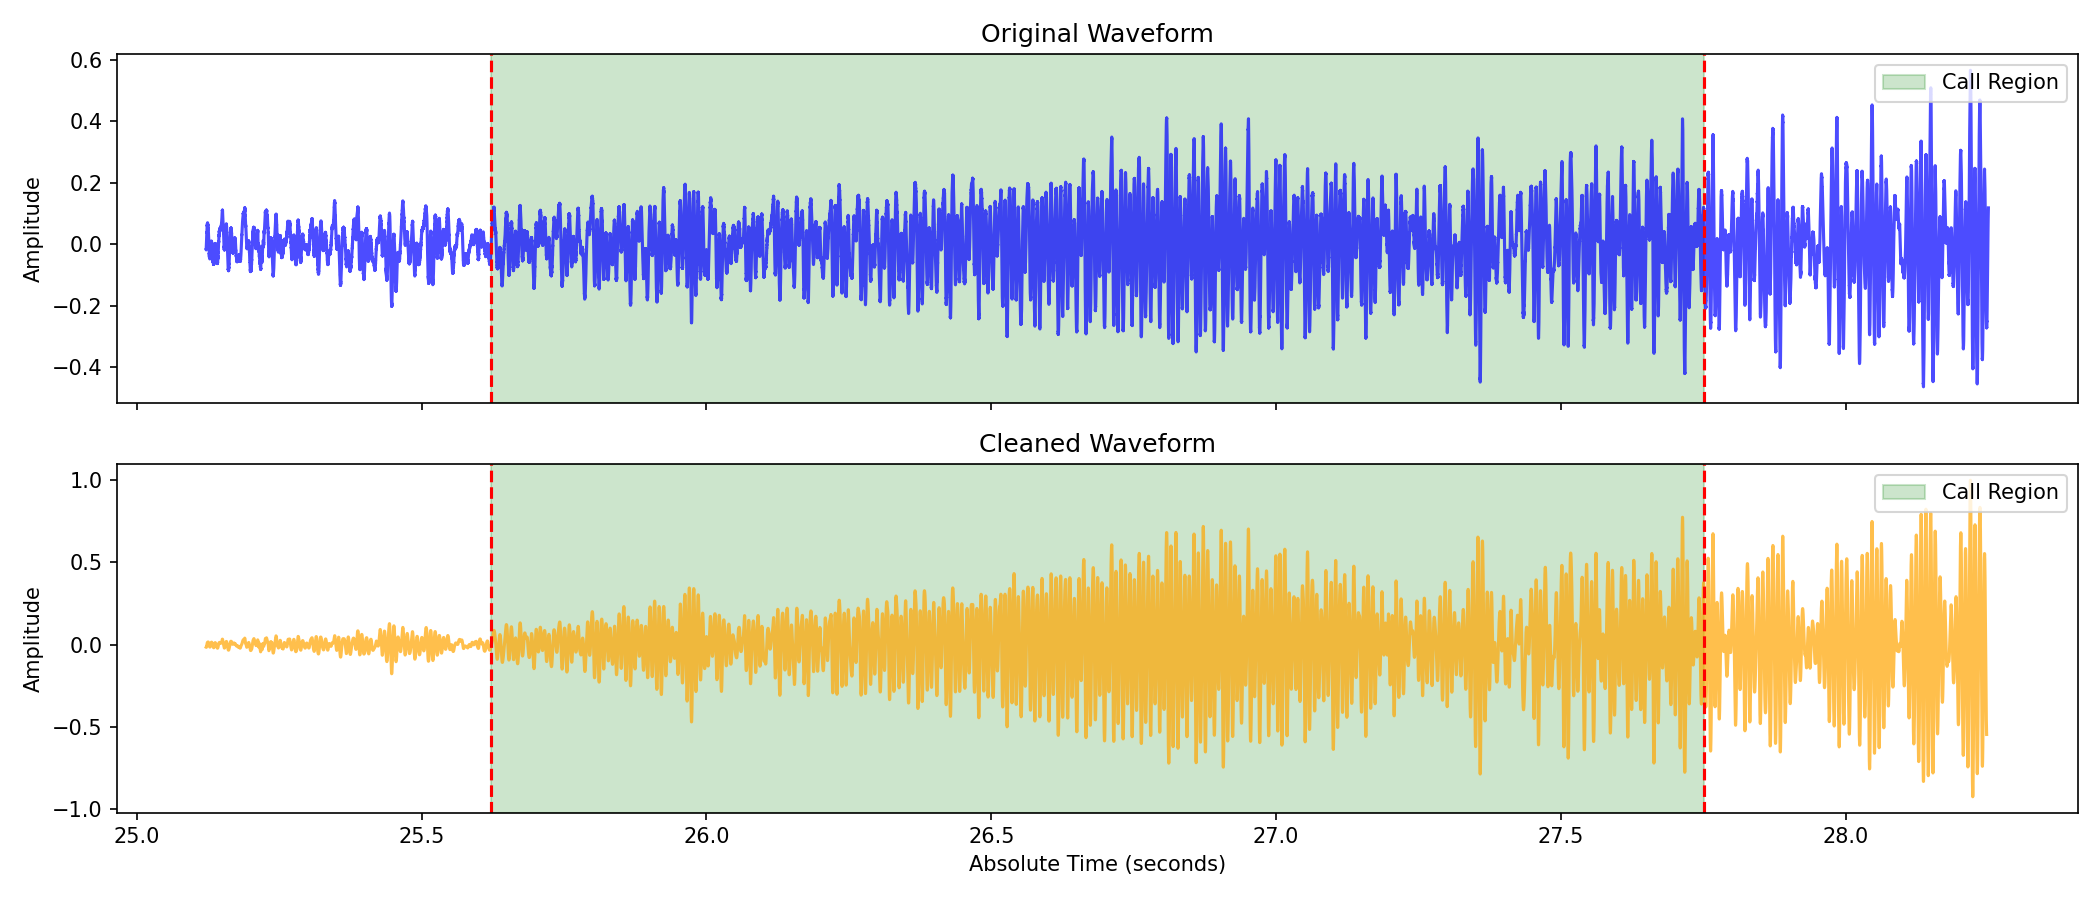 Original Waveform
Amplitude
0.6
0.4
0.2
0.0
−0.2
−0.4
Call Region
Cleaned Waveform
Amplitude
1.0
0.5
0.0
−0.5
−1.0
Call Region
25.0 25.5 26.0 26.5 27.0 27.5 28.0
Absolute Time (seconds)